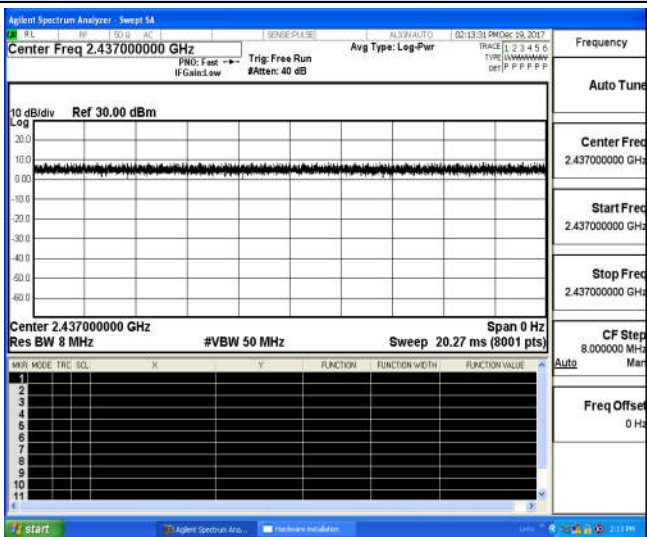 Agilent Spectrum Analyzer - Swept SA
RL RF 50 Ω AC SENSE:PULSE ALIGN AUTO 02:13:31 PM Dec 19, 2017
Center Freq 2.437000000 GHz
PNO: Fast
IFGain:Low
Trig: Free Run
#Atten: 40 dB
Avg Type: Log-Pwr
TRACE 1 2 3 4 5 6
TYPE
DET P P P P P P
10 dB/div
Log
Ref 30.00 dBm
20.0
10.0
0.00
-10.0
-20.0
-30.0
-40.0
-50.0
-60.0
Center 2.437000000 GHz
Span 0 Hz
Res BW 8 MHz
#VBW 50 MHz
Sweep 20.27 ms (8001 pts)
MKR MODE TRC SCL X Y FUNCTION FUNCTION WIDTH FUNCTION VALUE
1
2
3
4
5
6
7
8
9
10
11
Frequency
Auto Tune
Center Freq
2.437000000 GHz
Start Freq
2.437000000 GHz
Stop Freq
2.437000000 GHz
CF Step
8.000000 MHz
Auto Man
Freq Offset
0 Hz
start
Agilent Spectrum Ana...
Hardware Installation
Links
2:13 PM